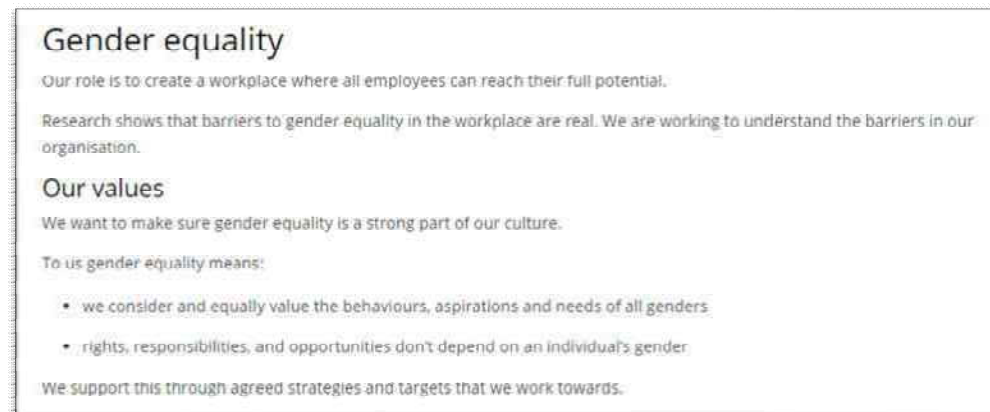 Gender equality
Our role is to create a workplace where all employees can reach their full potential.
Research shows that barriers to gender equality in the workplace are real. We are working to understand the barriers in our
organisation.
Our values
We want to make sure gender equality is a strong part of our culture.
To us gender equality means:
• we consider and equally value the behaviours, aspirations and needs of all genders
• rights, responsibilities, and opportunities don't depend on an individual's gender
We support this through agreed strategies and targets that we work towards.